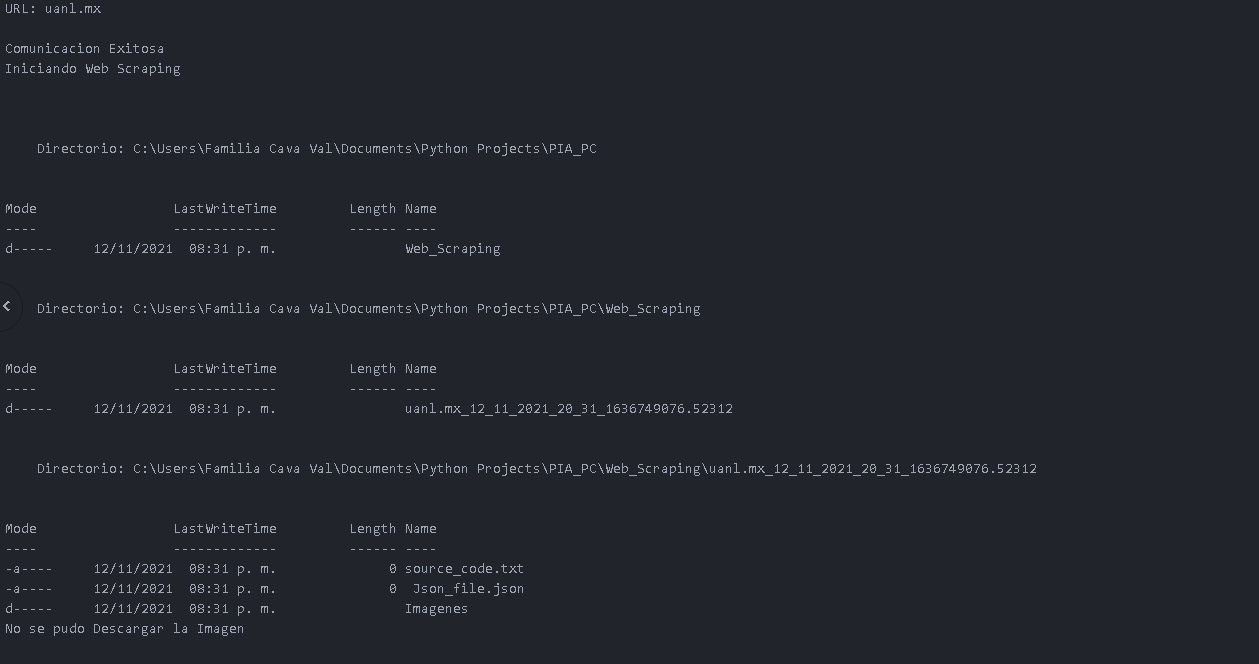 URL: uanl.mx
Comunicacion Exitosa
Iniciando Web Scraping
Directorio: C:\Users\Familia Cava Val\Documents\Python Projects\PIA_PC
Mode LastWriteTime Length Name
---- ------------- ------ ----
d----- 12/11/2021 08:31 p. m. Web_Scraping
Directorio: C:\Users\Familia Cava Val\Documents\Python Projects\PIA_PC\Web_Scraping
Mode LastWriteTime Length Name
---- ------------- ------ ----
d----- 12/11/2021 08:31 p. m. uanl.mx_12_11_2021_20_31_1636749076.52312
Directorio: C:\Users\Familia Cava Val\Documents\Python Projects\PIA_PC\Web_Scraping\uanl.mx_12_11_2021_20_31_1636749076.52312
Mode LastWriteTime Length Name
---- ------------- ------ ----
-a---- 12/11/2021 08:31 p. m. 0 source_code.txt
-a---- 12/11/2021 08:31 p. m. 0 Json_file.json
d----- 12/11/2021 08:31 p. m. Imagenes
No se pudo Descargar la Imagen